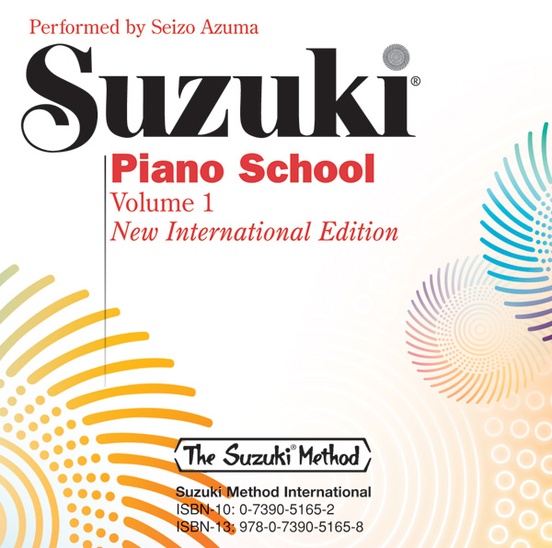 Performed by Seizo Azuma
Suzuki®
Piano School
Volume 1
New International Edition
The Suzuki® Method
Suzuki Method International
ISBN-10: 0-7390-5165-2
ISBN-13: 978-0-7390-5165-8